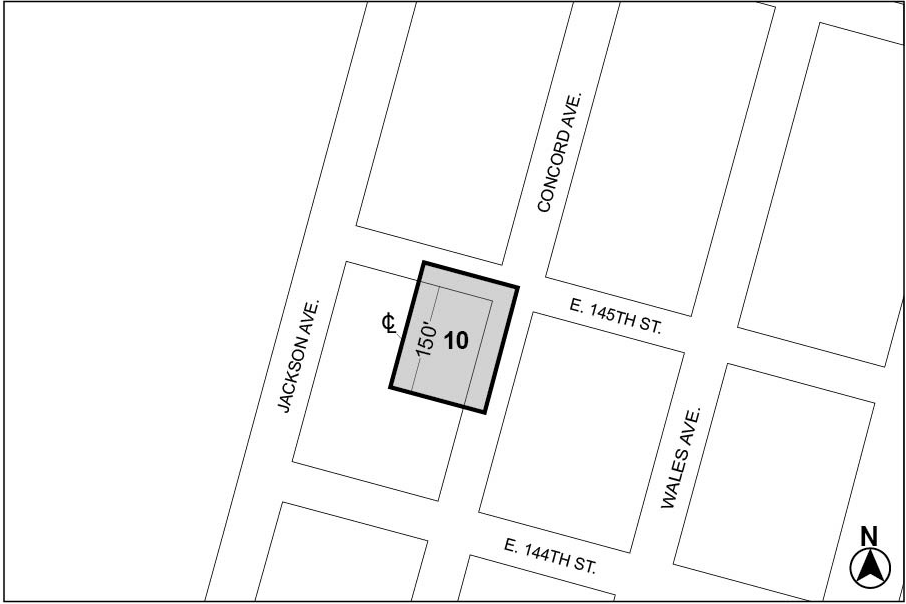 CONCORD AVE.
E. 145TH ST.
JACKSON AVE.
℄
150'
10
WALES AVE.
E. 144TH ST.
N